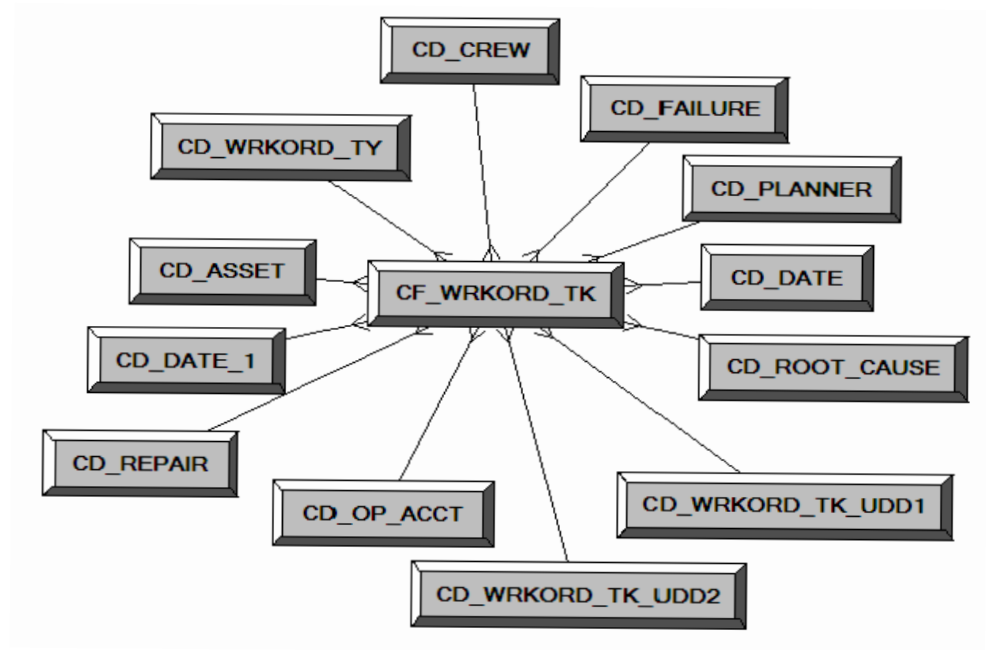 CD_CREW
CD_FAILURE
CD_WRKORD_TY
CD_PLANNER
CD_ASSET
CD_DATE
CF_WRKORD_TK
CD_DATE_1
CD_ROOT_CAUSE
CD_REPAIR
CD_OP_ACCT
CD_WRKORD_TK_UDD1
CD_WRKORD_TK_UDD2